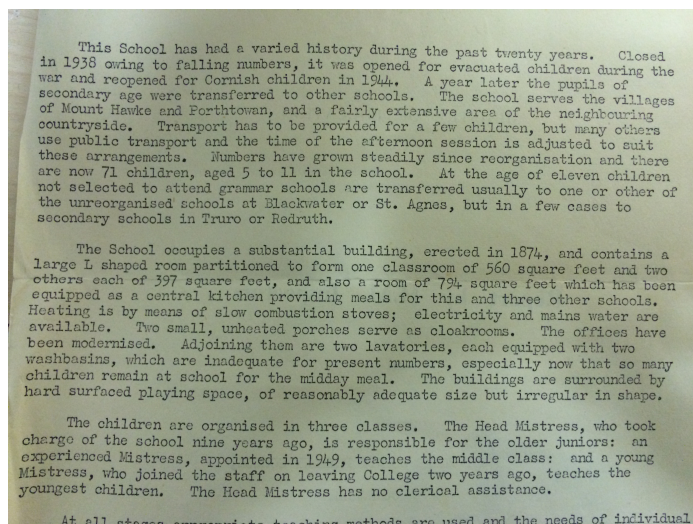 This School has had a varied history during the past twenty years. Closed
in 1938 owing to falling numbers, it was opened for evacuated children during the
war and reopened for Cornish children in 1944. A year later the pupils of
secondary age were transferred to other schools. The school serves the villages
of Mount Hawke and Porthtowan, and a fairly extensive area of the neighbouring
countryside. Transport has to be provided for a few children, but many others
use public transport and the time of the afternoon session is adjusted to suit
these arrangements. Numbers have grown steadily since reorganisation and there
are now 71 children, aged 5 to 11 in the school. At the age of eleven children
not selected to attend grammar schools are transferred usually to one or other of
the unreorganised schools at Blackwater or St. Agnes, but in a few cases to
secondary schools in Truro or Redruth.
The School occupies a substantial building, erected in 1874, and contains a
large L shaped room partitioned to form one classroom of 560 square feet and two
others each of 397 square feet, and also a room of 794 square feet which has been
equipped as a central kitchen providing meals for this and three other schools.
Heating is by means of slow combustion stoves; electricity and mains water are
available. Two small, unheated porches serve as cloakrooms. The offices have
been modernised. Adjoining them are two lavatories, each equipped with two
washbasins, which are inadequate for present numbers, especially now that so many
children remain at school for the midday meal. The buildings are surrounded by
hard surfaced playing space, of reasonably adequate size but irregular in shape.
The children are organised in three classes. The Head Mistress, who took
charge of the school nine years ago, is responsible for the older juniors: an
experienced Mistress, appointed in 1949, teaches the middle class: and a young
Mistress, who joined the staff on leaving College two years ago, teaches the
youngest children. The Head Mistress has no clerical assistance.
At all stages appropriate teaching methods are used and the needs of individual